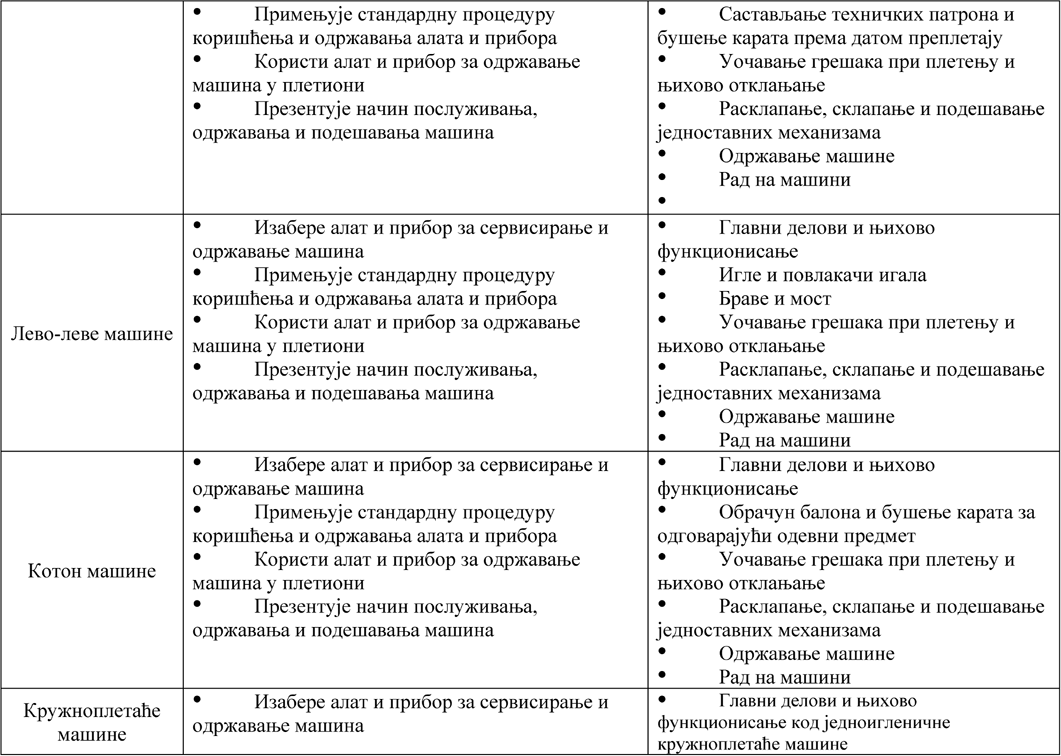 • Примењује стандардну процедуру
коришћења и одржавања алата и прибора
• Користи алат и прибор за одржавање
машина у плетиони
• Презентује начин послуживања,
одржавања и подешавања машина
• Састављање техничких патрона и
бушење карата према датом преплетају
• Уочавање грешака при плетењу и
њихово отклањање
• Расклапање, склапање и подешавање
једноставних механизама
• Одржавање машине
• Рад на машини
•
Лево-леве машине
• Изабере алат и прибор за сервисирање и
одржавање машина
• Примењује стандардну процедуру
коришћења и одржавања алата и прибора
• Користи алат и прибор за одржавање
машина у плетиони
• Презентује начин послуживања,
одржавања и подешавања машина
• Главни делови и њихово
функционисање
• Игле и повлакачи игала
• Браве и мост
• Уочавање грешака при плетењу и
њихово отклањање
• Расклапање, склапање и подешавање
једноставних механизама
• Одржавање машине
• Рад на машини
Котон машине
• Изабере алат и прибор за сервисирање и
одржавање машина
• Примењује стандардну процедуру
коришћења и одржавања алата и прибора
• Користи алат и прибор за одржавање
машина у плетиони
• Презентује начин послуживања,
одржавања и подешавања машина
• Главни делови и њихово
функционисање
• Обрачун балона и бушење карата за
одговарајући одевни предмет
• Уочавање грешака при плетењу и
њихово отклањање
• Расклапање, склапање и подешавање
једноставних механизама
• Одржавање машине
• Рад на машини
Кружноплетаће
машине
• Изабере алат и прибор за сервисирање и
одржавање машина
• Главни делови и њихово
функционисање код једноигленичне
кружноплетаће машине